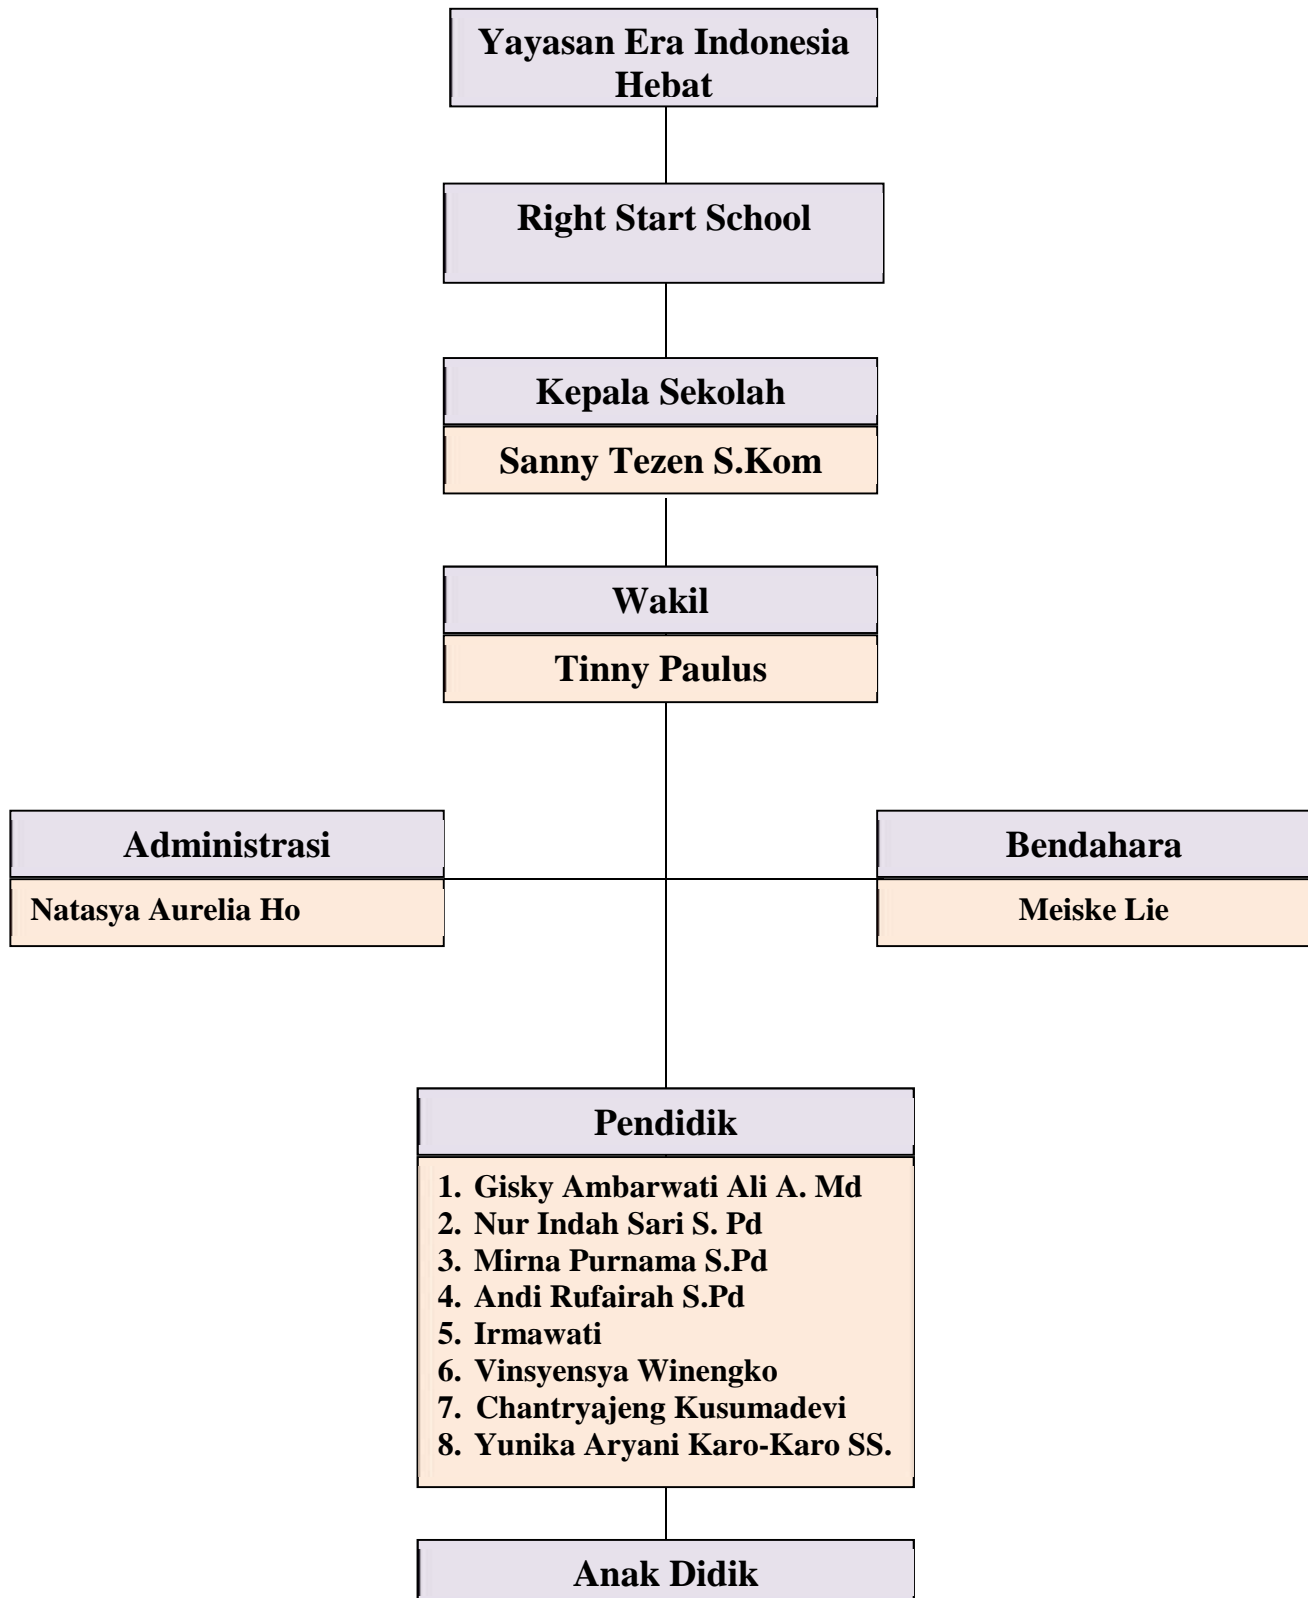 Yayasan Era Indonesia
Hebat
Right Start School
Kepala Sekolah
Sanny Tezen S.Kom
Wakil
Tinny Paulus
Administrasi
Natasya Aurelia Ho
Bendahara
Meiske Lie
Pendidik
1. Gisky Ambarwati Ali A. Md
2. Nur Indah Sari S. Pd
3. Mirna Purnama S.Pd
4. Andi Rufairah S.Pd
5. Irmawati
6. Vinsyensya Winengko
7. Chantryajeng Kusumadevi
8. Yunika Aryani Karo-Karo SS.
Anak Didik